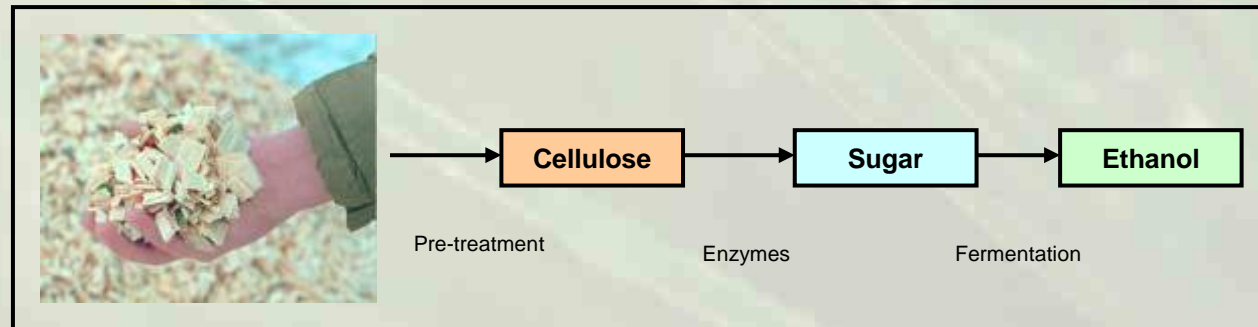 Cellulose
Sugar
Ethanol
Pre-treatment
Enzymes
Fermentation